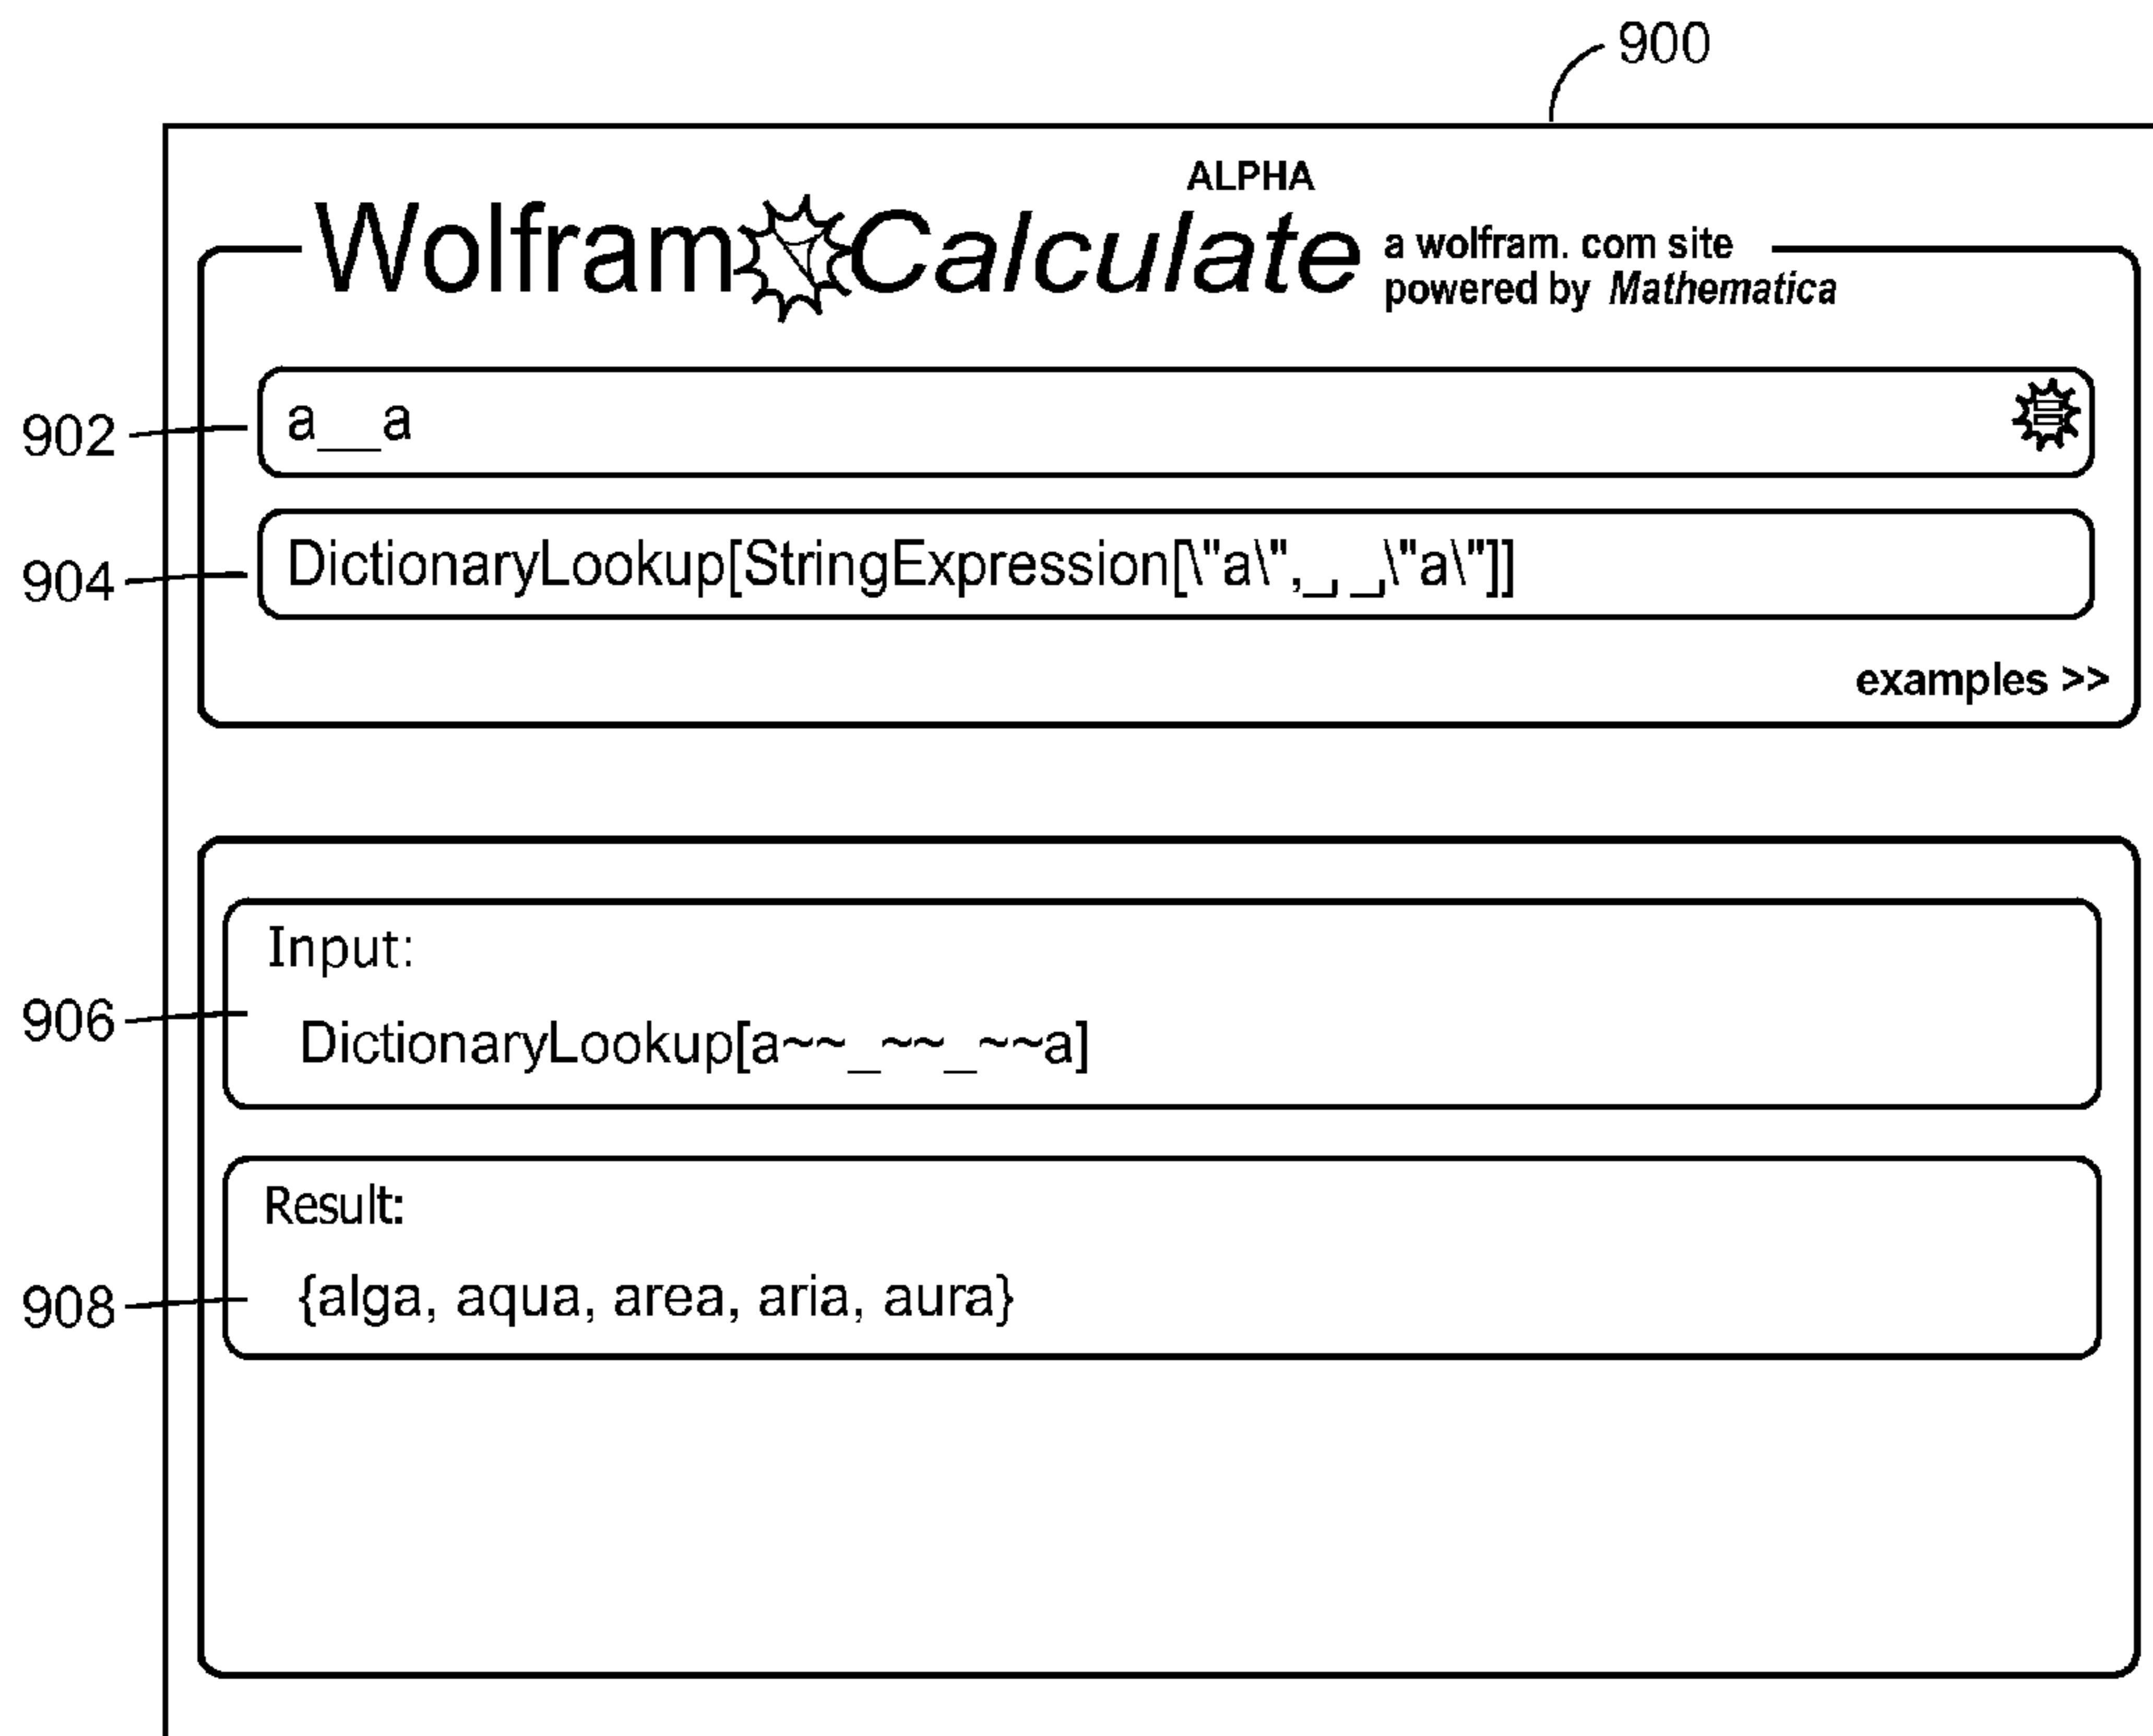 900
ALPHA
Wolfram Calculate
a wolfram. com site
powered by Mathematica
902
a__a
904
DictionaryLookup[StringExpression[\"a\",_, _,\"a\"]]
examples >>
Input:
906
DictionaryLookup[a~~_~~_~~a]
Result:
908
{alga, aqua, area, aria, aura}